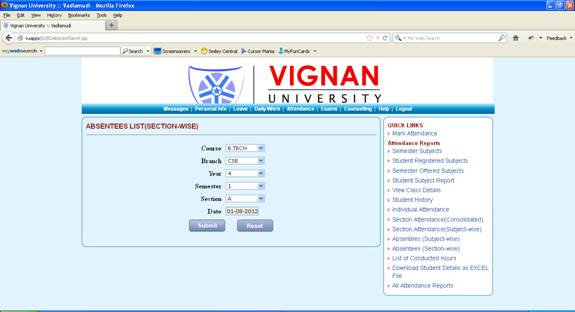 Vignan University :: Vadlamudi - Mozilla Firefox
File Edit View History Bookmarks Tools Help
Vignan University :: Vadlamudi +
My Web Search
Feedback
mywebsearch Search Screensavers Smiley Central Cursor Mania MyFunCards
VIGNAN
UNIVERSITY
Messages | Personal Info | Leave | Daily Work | Attendance | Exams | Counselling | Help | Logout
ABSENTEES LIST(SECTION-WISE)
Course B.TECH
Branch CSE
Year 4
Semester 1
Section A
Date 01-08-2012
Submit Reset
QUICK LINKS
Mark Attendance
Attendance Reports
Semester Subjects
Student Registered Subjects
Semester Offered Subjects
Student Subject Report
View Class Details
Student History
Individual Attendance
Section Attendance(Consolidated)
Section Attendance(Subject-wise)
Absentees (Subject-wise)
Absentees (Section-wise)
List of Conducted Hours
Download Student Details as EXCEL
File
All Attendance Reports